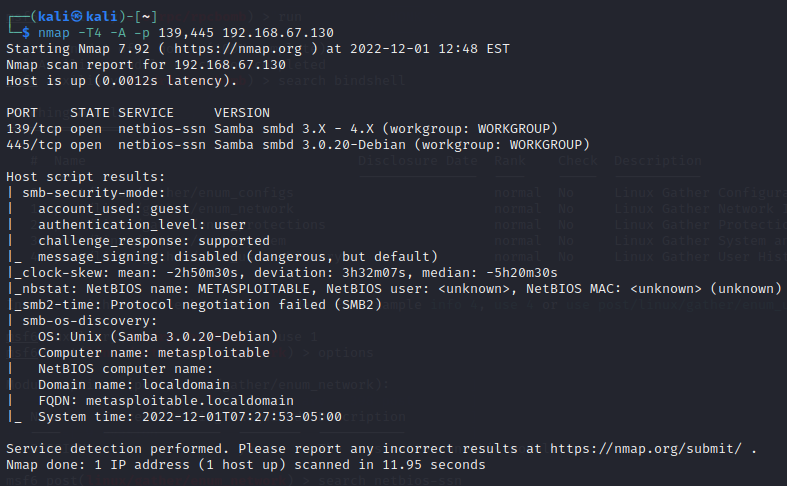 ┌──(kali㉿kali)-[~]
└─$ nmap -T4 -A -p 139,445 192.168.67.130
Starting Nmap 7.92 ( https://nmap.org ) at 2022-12-01 12:48 EST
Nmap scan report for 192.168.67.130
Host is up (0.0012s latency).
PORT    STATE SERVICE     VERSION
139/tcp open  netbios-ssn Samba smbd 3.X - 4.X (workgroup: WORKGROUP)
445/tcp open  netbios-ssn Samba smbd 3.0.20-Debian (workgroup: WORKGROUP)
Host script results:
| smb-security-mode:
|   account_used: guest
|   authentication_level: user
|   challenge_response: supported
|_  message_signing: disabled (dangerous, but default)
|_clock-skew: mean: -2h50m30s, deviation: 3h32m07s, median: -5h20m30s
|_nbstat: NetBIOS name: METASPLOITABLE, NetBIOS user: <unknown>, NetBIOS MAC: <unknown> (unknown)
|_smb2-time: Protocol negotiation failed (SMB2)
| smb-os-discovery:
|   OS: Unix (Samba 3.0.20-Debian)
|   Computer name: metasploitable
|   NetBIOS computer name:
|   Domain name: localdomain
|   FQDN: metasploitable.localdomain
|_  System time: 2022-12-01T07:27:53-05:00
Service detection performed. Please report any incorrect results at https://nmap.org/submit/ .
Nmap done: 1 IP address (1 host up) scanned in 11.95 seconds